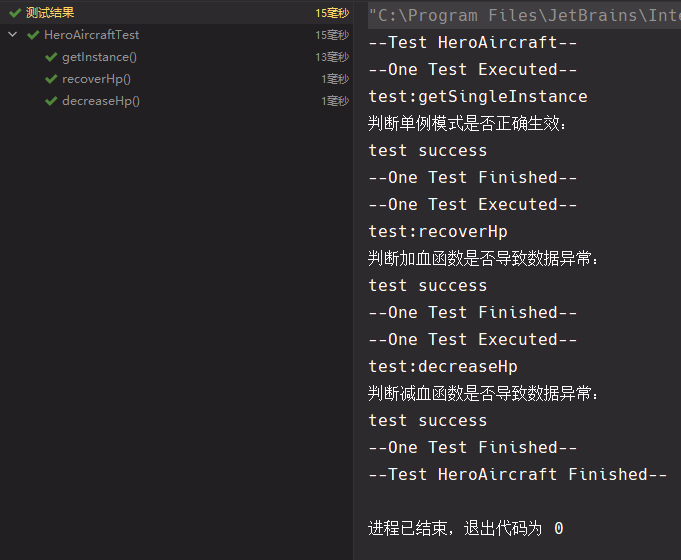 测试结果 15毫秒
HeroAircraftTest 15毫秒
getInstance() 13毫秒
recoverHp() 1毫秒
decreaseHp() 1毫秒
"C:\Program Files\JetBrains\Inte
--Test HeroAircraft--
--One Test Executed--
test:getSingleInstance
判断单例模式是否正确生效：
test success
--One Test Finished--
--One Test Executed--
test:recoverHp
判断加血函数是否导致数据异常：
test success
--One Test Finished--
--One Test Executed--
test:decreaseHp
判断减血函数是否导致数据异常：
test success
--One Test Finished--
--Test HeroAircraft Finished--
进程已结束，退出代码为 0